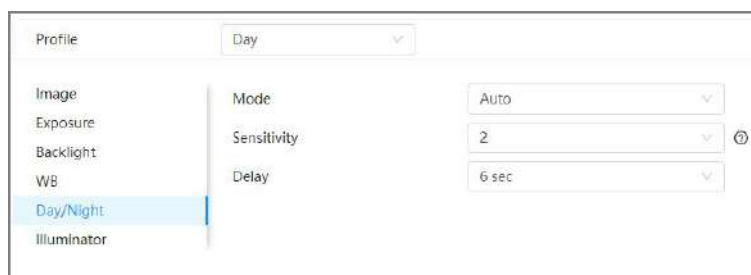 Profile Day
Image
Exposure
Backlight
WB
Day/Night
Illuminator
Mode Auto
Sensitivity 2
Delay 6 sec